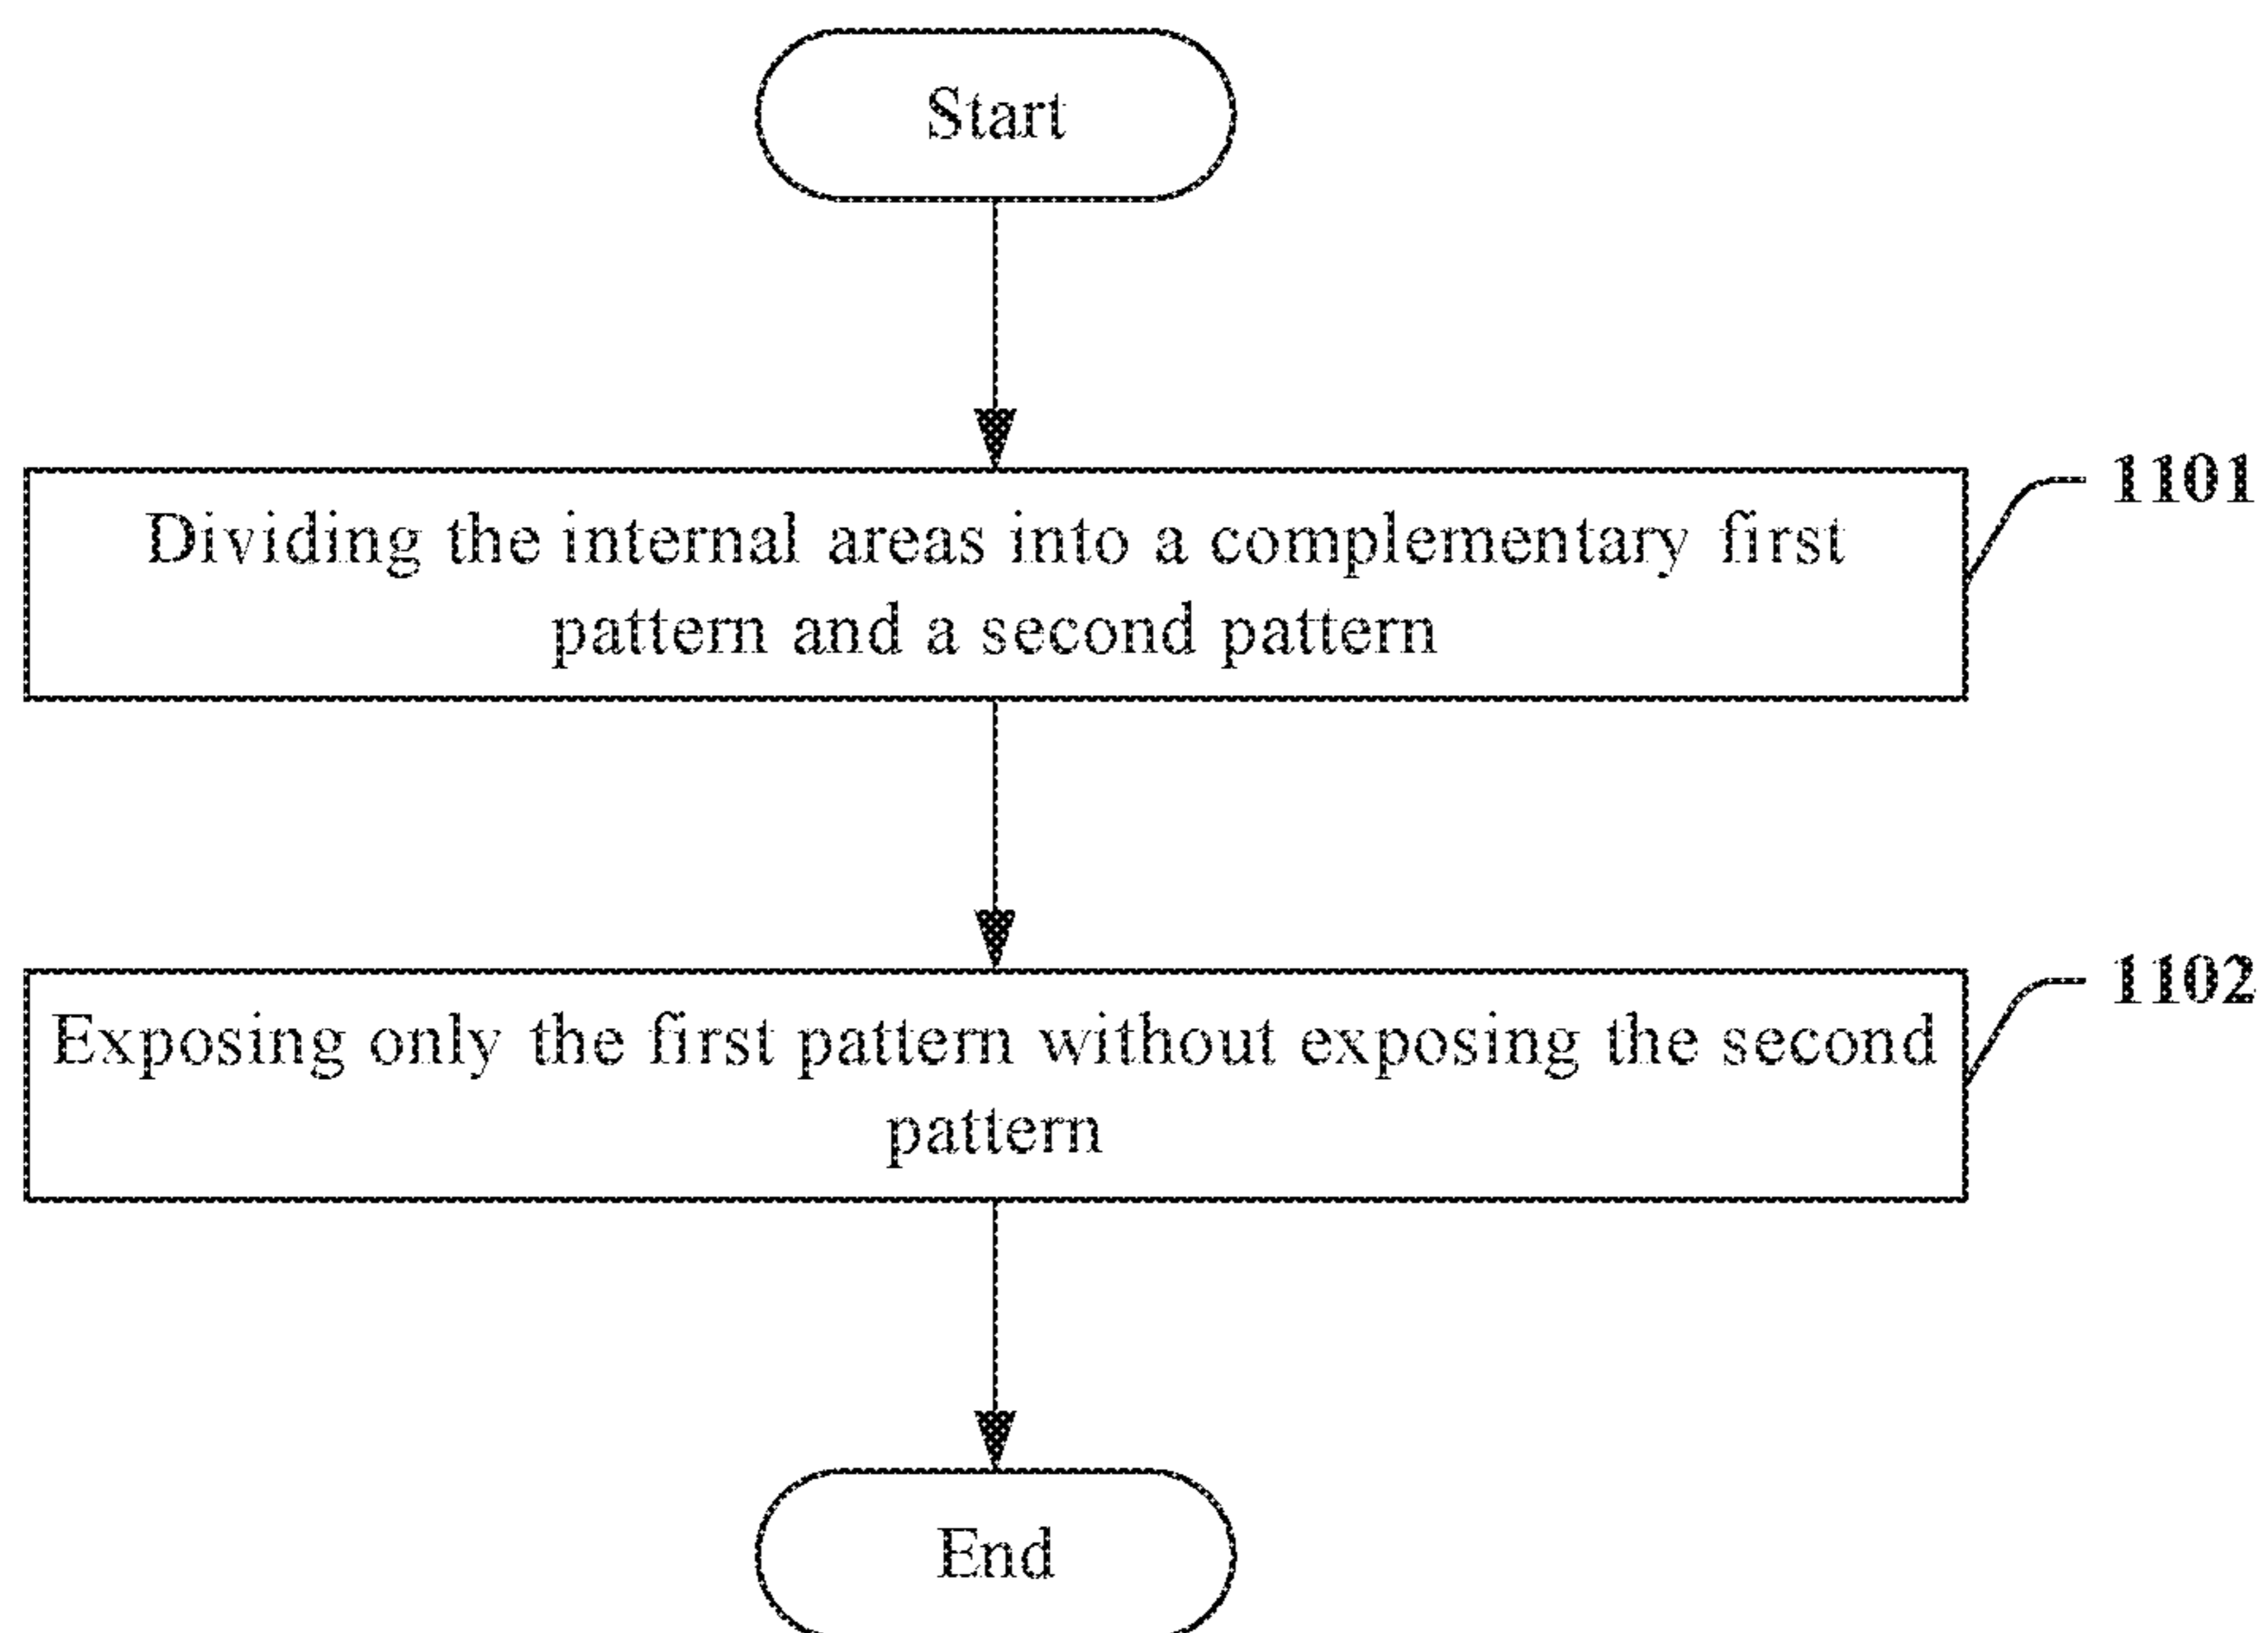 Start
1101
Dividing the internal areas into a complementary first
pattern and a second pattern
1102
Exposing only the first pattern without exposing the second
pattern
End